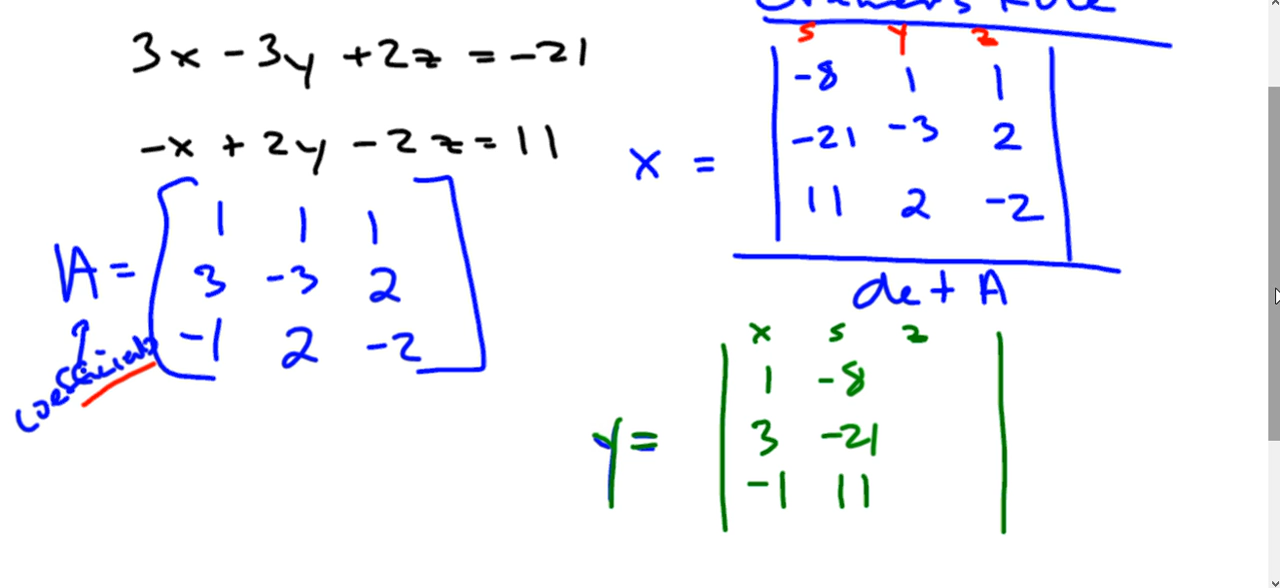 3x - 3y + 2z = -21
-x + 2y - 2z = 11
A =
1 1 1
3 -3 2
-1 2 -2
Rule
s y z
x =
-8 1 1
-21 -3 2
11 2 -2
det A
x s z
y =
1 -8
3 -21
-1 11